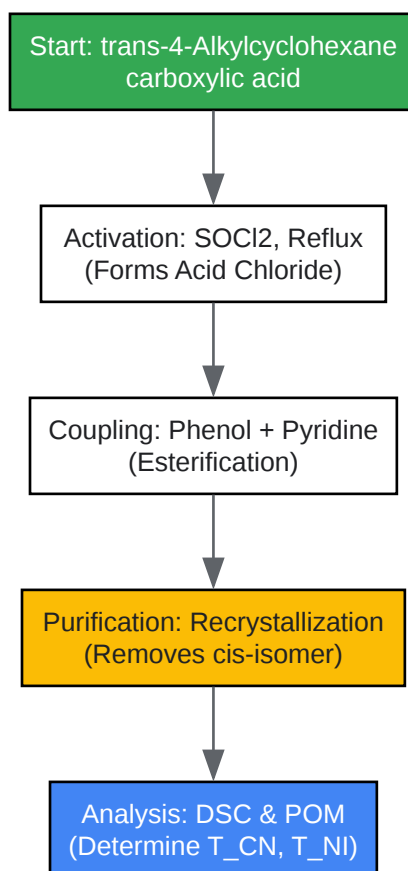 Start: trans-4-Alkylcyclohexane
carboxylic acid
Activation: SOCl2, Reflux
(Forms Acid Chloride)
Coupling: Phenol + Pyridine
(Esterification)
Purification: Recrystallization
(Removes cis-isomer)
Analysis: DSC & POM
(Determine T_CN, T_NI)